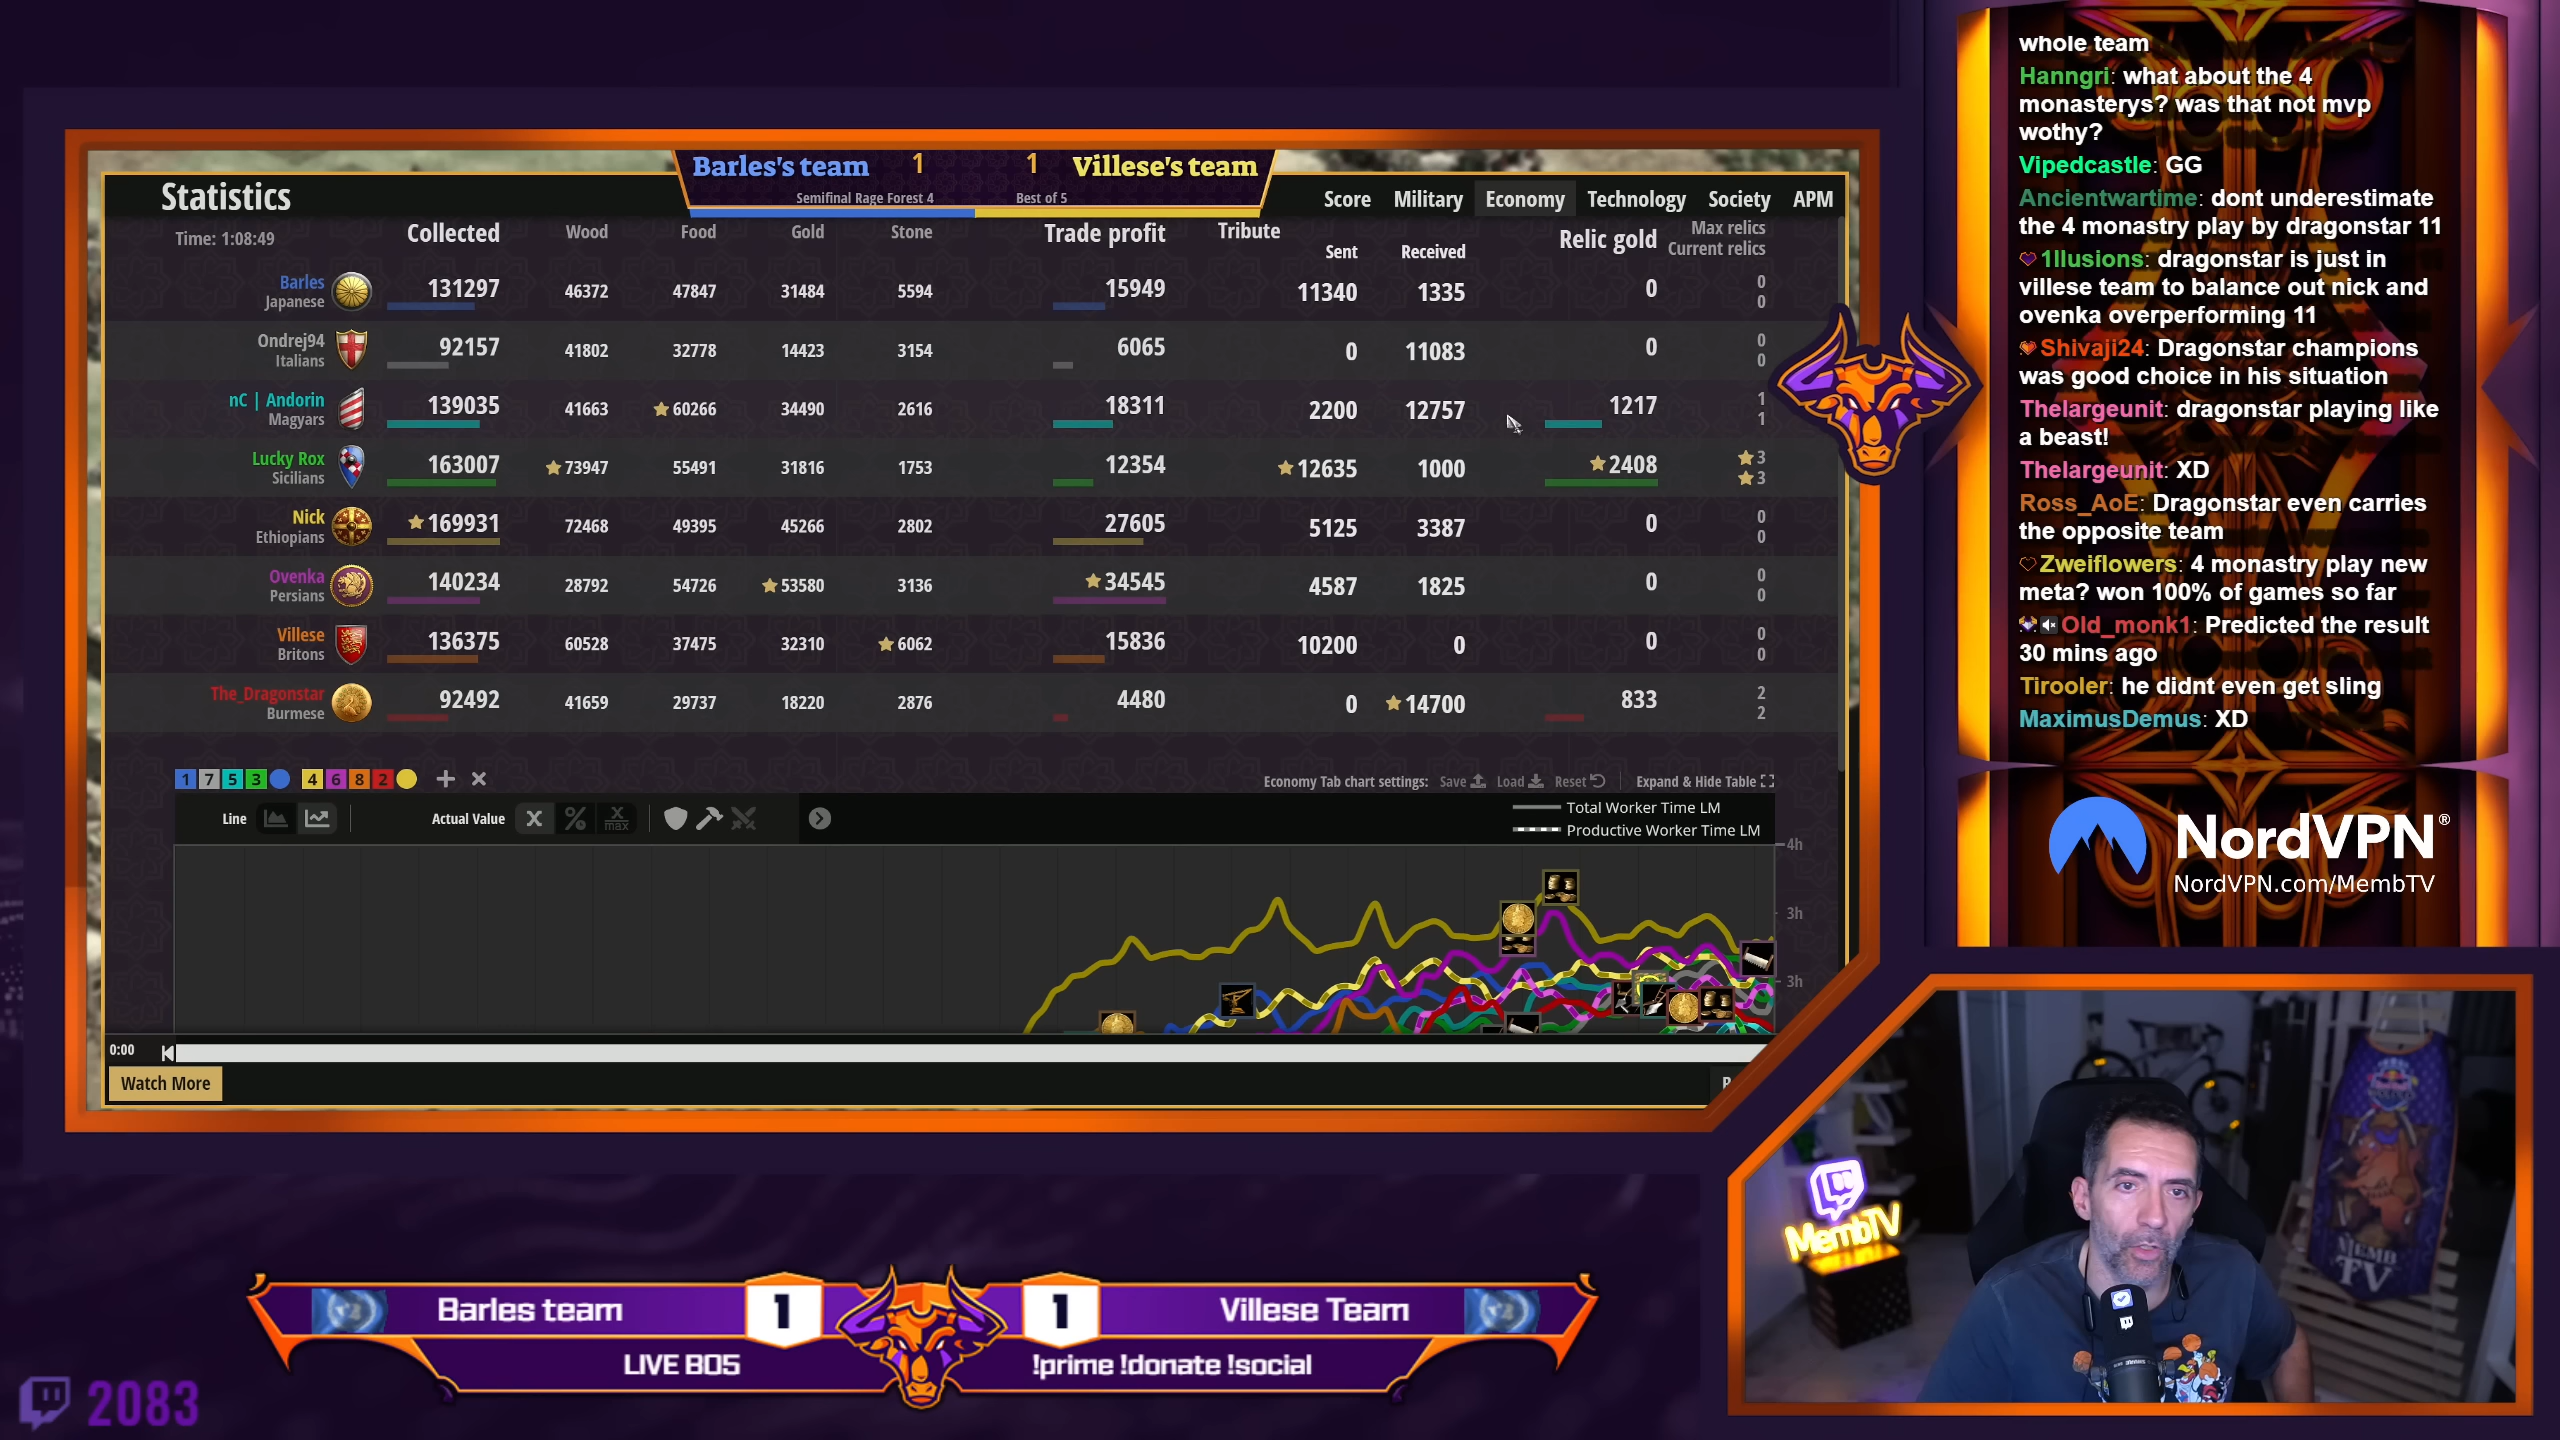 Barles's team 1 1 Villese's team
Semifinal Rage Forest 4 Best of 5
Statistics
Score Military Economy Technology Society APM
Time: 1:08:49
Collected Wood Food Gold Stone Trade profit Tribute Sent Received Relic gold Max relics Current relics
Barles Japanese 131297 46372 47847 31484 5594 15949 11340 1335 0 0 0
Ondrej94 Italians 92157 41802 32778 14423 3154 6065 0 11083 0 0 0
nC | Andorin Magyars 139035 41663 60266 34490 2616 18311 2200 12757 1217 1 1
Lucky Rox Sicilians 163007 73947 55491 31816 1753 12354 12635 1000 2408 3 3
Nick Ethiopians 169931 72468 49395 45266 2802 27605 5125 3387 0 0 0
Ovenka Persians 140234 28792 54726 53580 3136 34545 4587 1825 0 0 0
Villese Britons 136375 60528 37475 32310 6062 15836 10200 0 0 0 0
The_Dragonstar Burmese 92492 41659 29737 18220 2876 4480 0 14700 833 2 2
1 7 5 3 4 6 8 2
Economy Tab chart settings: Save Load Reset Expand & Hide Table
Line Actual Value X % X max
Total Worker Time LM
Productive Worker Time LM
4h
3h
3h
0:00
Watch More
whole team
Hanngri: what about the 4
monasterys? was that not mvp
wothy?
Vipedcastle: GG
Ancientwartime: dont underestimate
the 4 monastry play by dragonstar 11
1llusions: dragonstar is just in
villese team to balance out nick and
ovenka overperforming 11
Shivaji24: Dragonstar champions
was good choice in his situation
Thelargeunit: dragonstar playing like
a beast!
Thelargeunit: XD
Ross_AoE: Dragonstar even carries
the opposite team
Zweiflowers: 4 monastry play new
meta? won 100% of games so far
Old_monk1: Predicted the result
30 mins ago
Tirooler: he didnt even get sling
MaximusDemus: XD
NordVPN®
NordVPN.com/MembTV
MembTV
MEMB
TV
Barles team 1 1 Villese Team
LIVE BO5 !prime !donate !social
2083